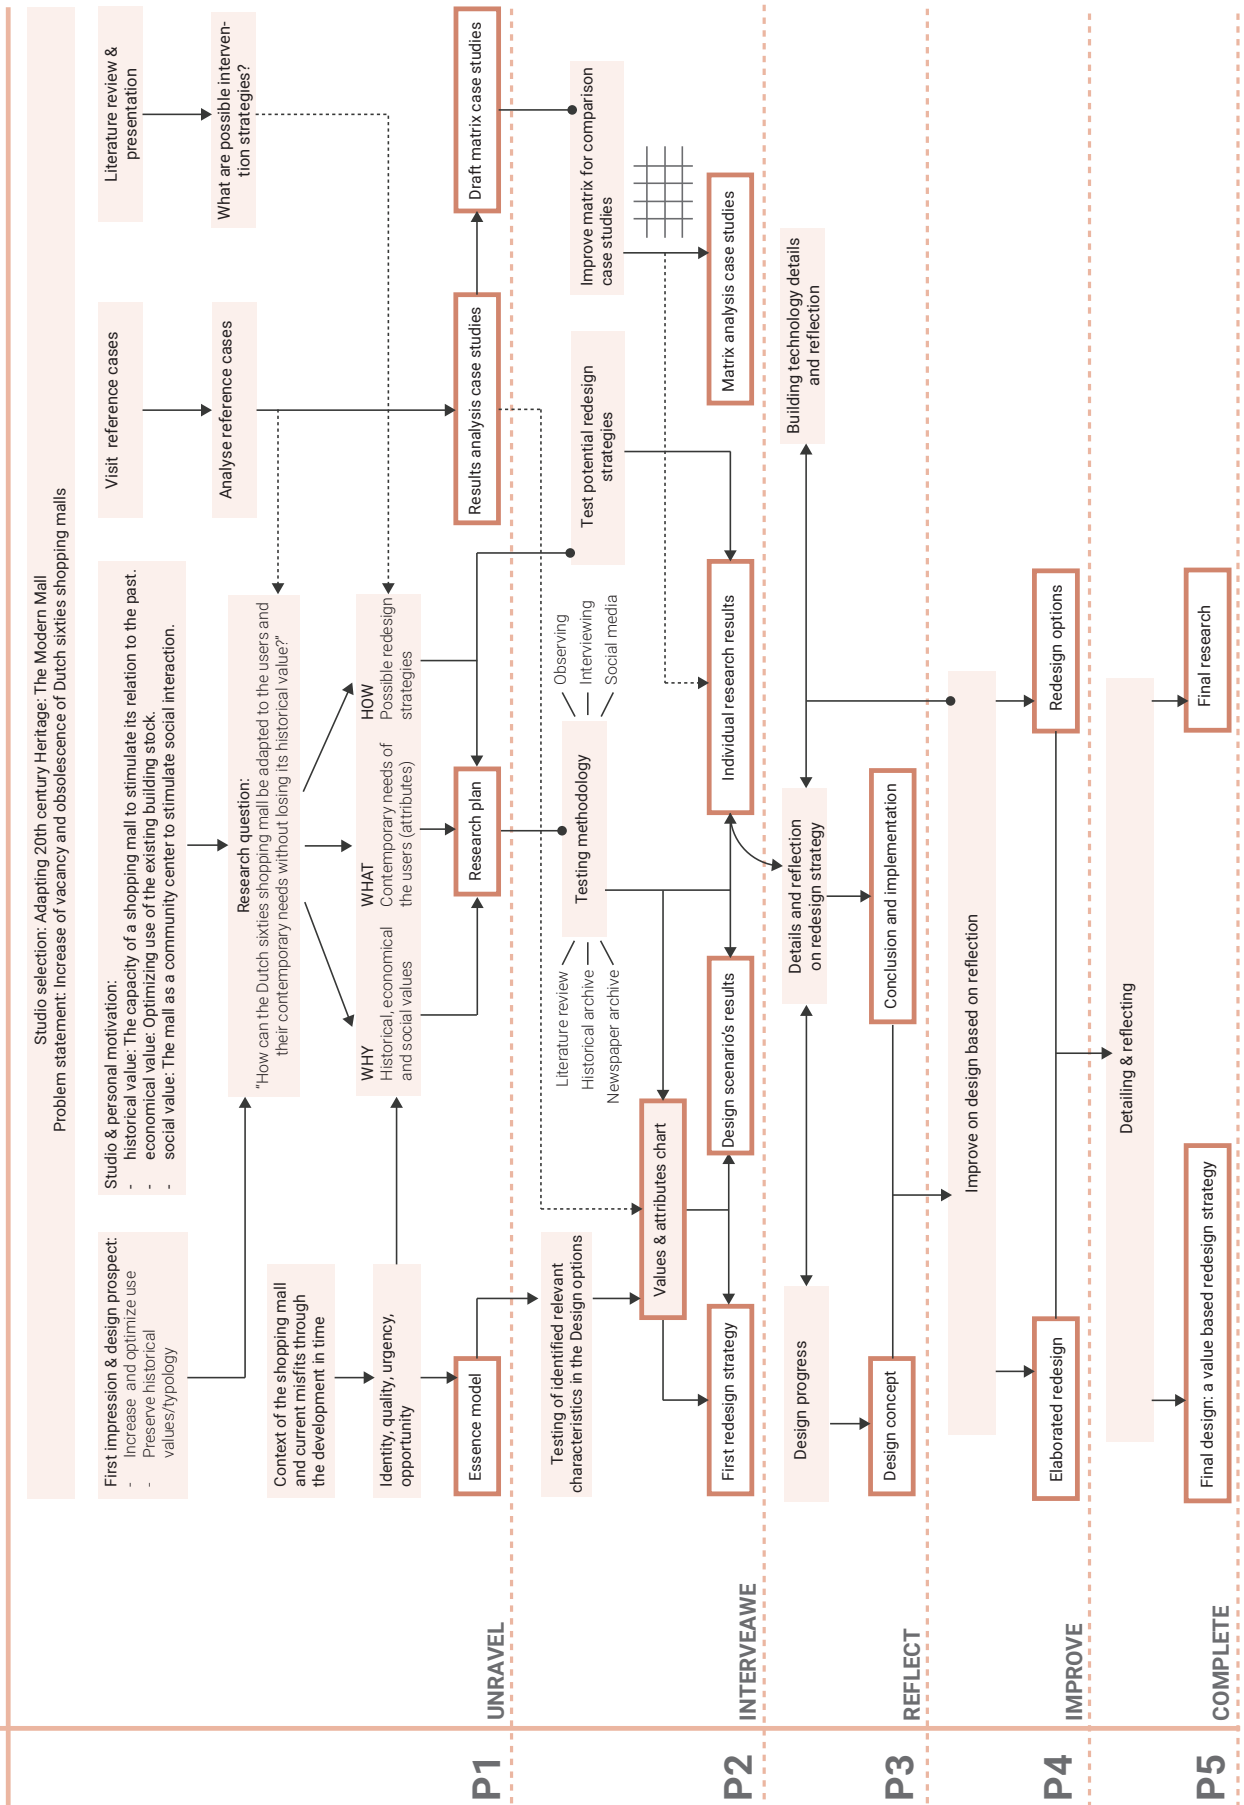 Studio selection: Adapting 20th century Heritage: The Modern Mall
Problem statement: Increase of vacancy and obsolescence of Dutch sixties shopping malls
First impression & design prospect:
- Increase and optimize use
- Preserve historical
values/typology
Studio & personal motivation:
- historical value: The capacity of a shopping mall to stimulate its relation to the past.
- economical value: Optimizing use of the existing building stock.
- social value: The mall as a community center to stimulate social interaction.
Visit reference cases
Literature review &
presentation
Analyse reference cases
What are possible interven-
tion strategies?
Research question:
"How can the Dutch sixties shopping mall be adapted to the users and
their contemporary needs without losing its historical value?"
Context of the shopping mall
and current misfits through
the development in time
Identity, quality, urgency,
opportunity
WHY
Historical, economical
and social values
WHAT
Contemporary needs of
the users (attributes)
HOW
Possible redesign
strategies
Essence model
Research plan
Results analysis case studies
Draft matrix case studies
P1
UNRAVEL
Testing of identified relevant
characteristics in the Design options
Literature review
Historical archive
Newspaper archive
Testing methodology
Observing
Interviewing
Social media
Test potential redesign
strategies
Improve matrix for comparison
case studies
Values & attributes chart
First redesign strategy
Design scenario's results
Individual research results
Matrix analysis case studies
P2
INTERVEAWE
Design progress
Details and reflection
on redesign strategy
Building technology details
and reflection
Design concept
Conclusion and implementation
P3
REFLECT
Improve on design based on reflection
Elaborated redesign
Redesign options
P4
IMPROVE
Detailing & reflecting
Final design: a value based redesign strategy
Final research
P5
COMPLETE